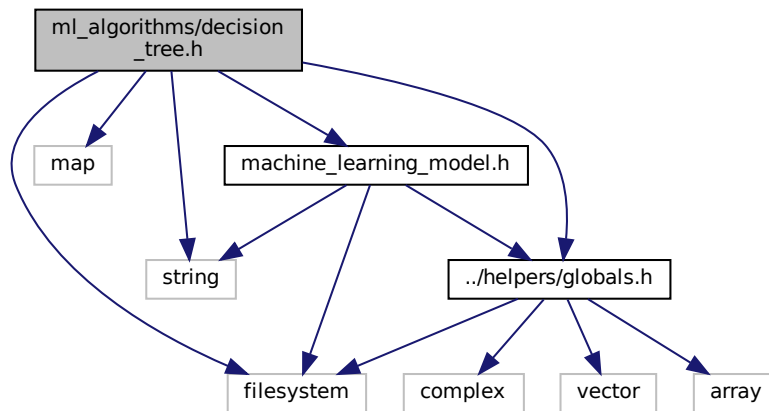 ml_algorithms/decision
_tree.h
map
machine_learning_model.h
string
../helpers/globals.h
filesystem
complex
vector
array